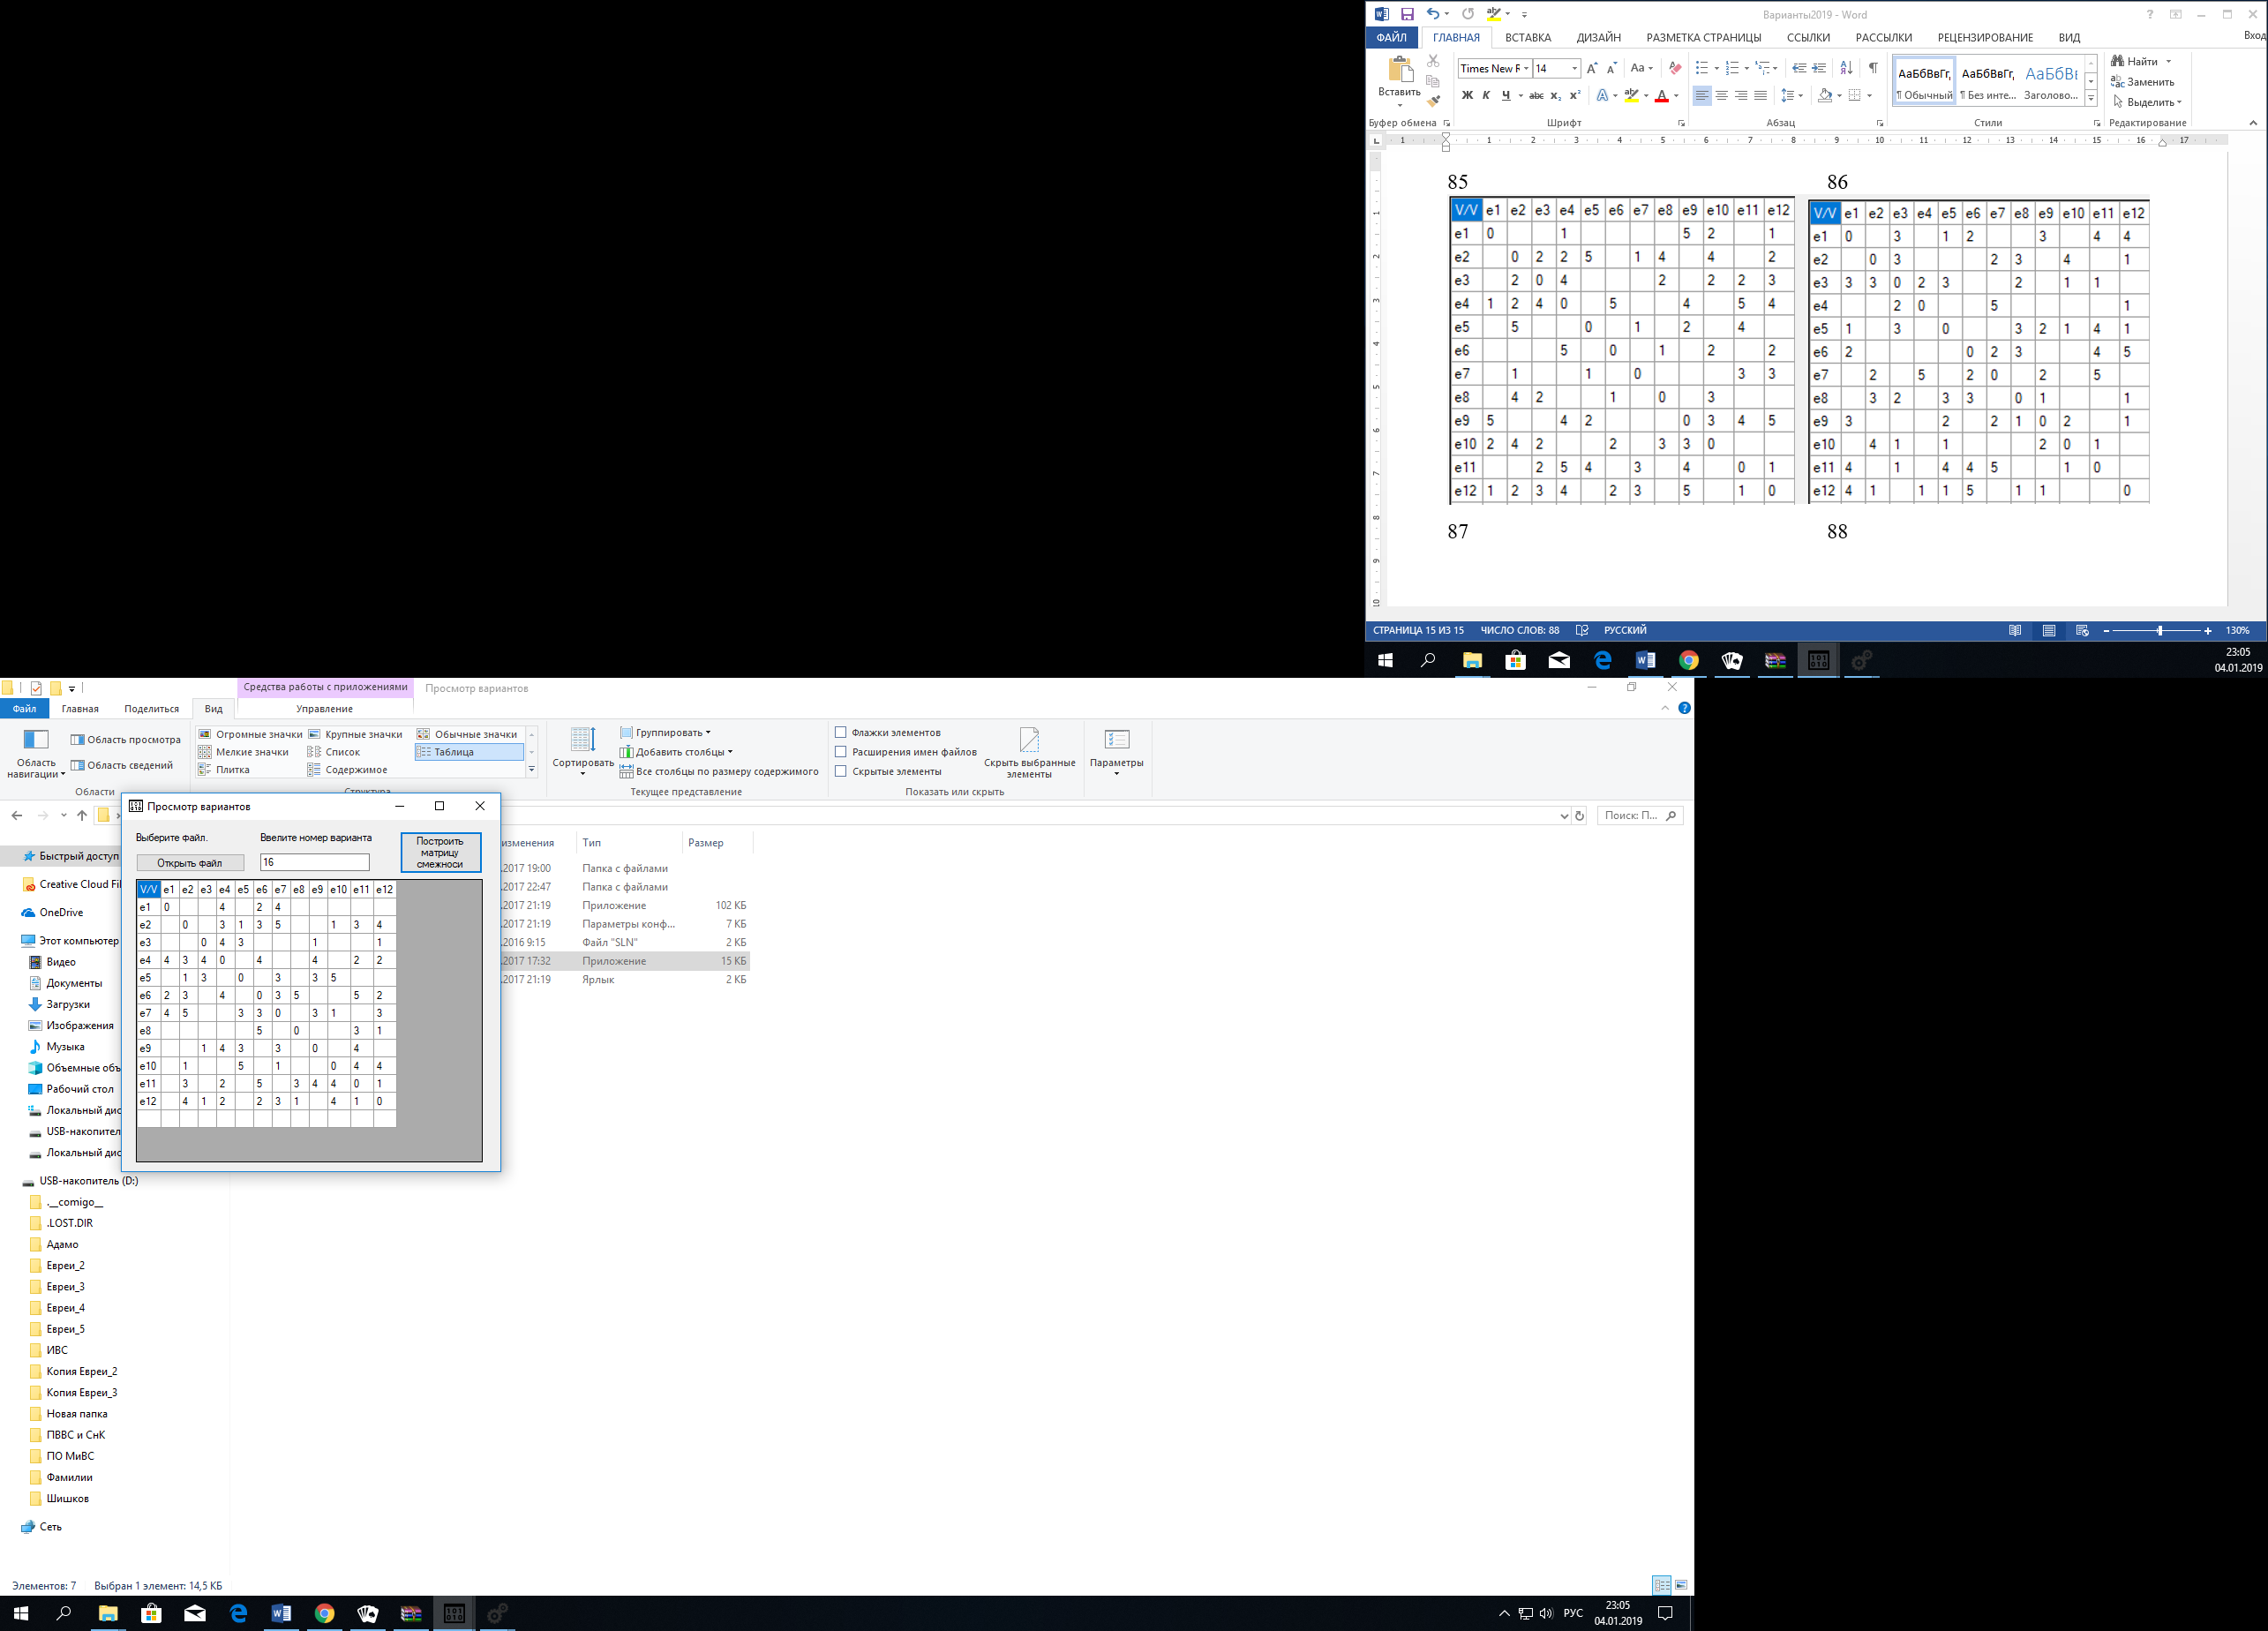 Варианты2019 - Word
ФАЙЛ ГЛАВНАЯ ВСТАВКА ДИЗАЙН РАЗМЕТКА СТРАНИЦЫ ССЫЛКИ РАССЫЛКИ РЕЦЕНЗИРОВАНИЕ ВИД Вход
Вставить
Times New F 14 Aa
Ж К Ч abc x₂ x²
АаБбВвГг, АаБбВвГг, АаБбВі
¶ Обычный ¶ Без инте... Заголово...
Найти
Заменить
Выделить
Буфер обмена Шрифт Абзац Стили Редактирование
1 1 2 3 4 5 6 7 8 9 10 11 12 13 14 15 16 17
85 86
V/V e1 e2 e3 e4 e5 e6 e7 e8 e9 e10 e11 e12
e1 0 1 5 2 1
e2 0 2 2 5 1 4 4 2
e3 2 0 4 2 2 2 3
e4 1 2 4 0 5 4 5 4
e5 5 0 1 2 4
e6 5 0 1 2 2
e7 1 1 0 3 3
e8 4 2 1 0 3
e9 5 4 2 0 3 4 5
e10 2 4 2 2 3 3 0
e11 2 5 4 3 4 0 1
e12 1 2 3 4 2 3 5 1 0
V/V e1 e2 e3 e4 e5 e6 e7 e8 e9 e10 e11 e12
e1 0 3 1 2 3 4 4
e2 0 3 2 3 4 1
e3 3 3 0 2 3 2 1 1
e4 2 0 5 1
e5 1 3 0 3 2 1 4 1
e6 2 0 2 3 4 5
e7 2 5 2 0 2 5
e8 3 2 3 3 0 1 1
e9 3 2 2 1 0 2 1
e10 4 1 1 2 0 1
e11 4 1 4 4 5 1 0
e12 4 1 1 1 5 1 1 0
87 88
СТРАНИЦА 15 ИЗ 15 ЧИСЛО СЛОВ: 88 РУССКИЙ 130%
23:05
04.01.2019
Средства работы с приложениями Просмотр вариантов
Файл Главная Поделиться Вид Управление
Область навигации
Область просмотра
Область сведений
Области
Огромные значки Крупные значки Обычные значки
Мелкие значки Список Таблица
Плитка Содержимое
Структура
Сортировать
Группировать
Добавить столбцы
Все столбцы по размеру содержимого
Текущее представление
Флажки элементов
Расширения имен файлов
Скрытые элементы
Скрыть выбранные элементы
Показать или скрыть
Параметры
Поиск: П...
Просмотр вариантов
Выберите файл.
Ввелите номер варианта
Построить матрицу смежноси
Открыть файл
16
V/V e1 e2 e3 e4 e5 e6 e7 e8 e9 e10 e11 e12
e1 0 4 2 4
e2 0 3 1 3 5 1 3 4
e3 0 4 3 1 1
e4 4 3 4 0 4 4 2 2
e5 1 3 0 3 3 5
e6 2 3 4 0 3 5 5 2
e7 4 5 3 3 0 3 1 3
e8 5 0 3 1
e9 1 4 3 3 0 4
e10 1 5 1 0 4 4
e11 3 2 5 3 4 4 0 1
e12 4 1 2 2 3 1 4 1 0
изменения Тип Размер
.2017 19:00 Папка с файлами
.2017 22:47 Папка с файлами
.2017 21:19 Приложение 102 КБ
.2017 21:19 Параметры конф... 7 КБ
.2016 9:15 Файл "SLN" 2 КБ
.2017 17:32 Приложение 15 КБ
.2017 21:19 Ярлык 2 КБ
Быстрый доступ
Creative Cloud Fil
OneDrive
Этот компьютер
Видео
Документы
Загрузки
Изображения
Музыка
Объемные объ
Рабочий стол
Локальный дис
USB-накопител
Локальный дис
USB-накопитель (D:)
.__comigo__
.LOST.DIR
Адамо
Евреи_2
Евреи_3
Евреи_4
Евреи_5
ИВС
Копия Евреи_2
Копия Евреи_3
Новая папка
ПВВС и СнК
ПО МиВС
Фамилии
Шишков
Сеть
Элементов: 7 Выбран 1 элемент: 14,5 КБ
РУС
23:05
04.01.2019